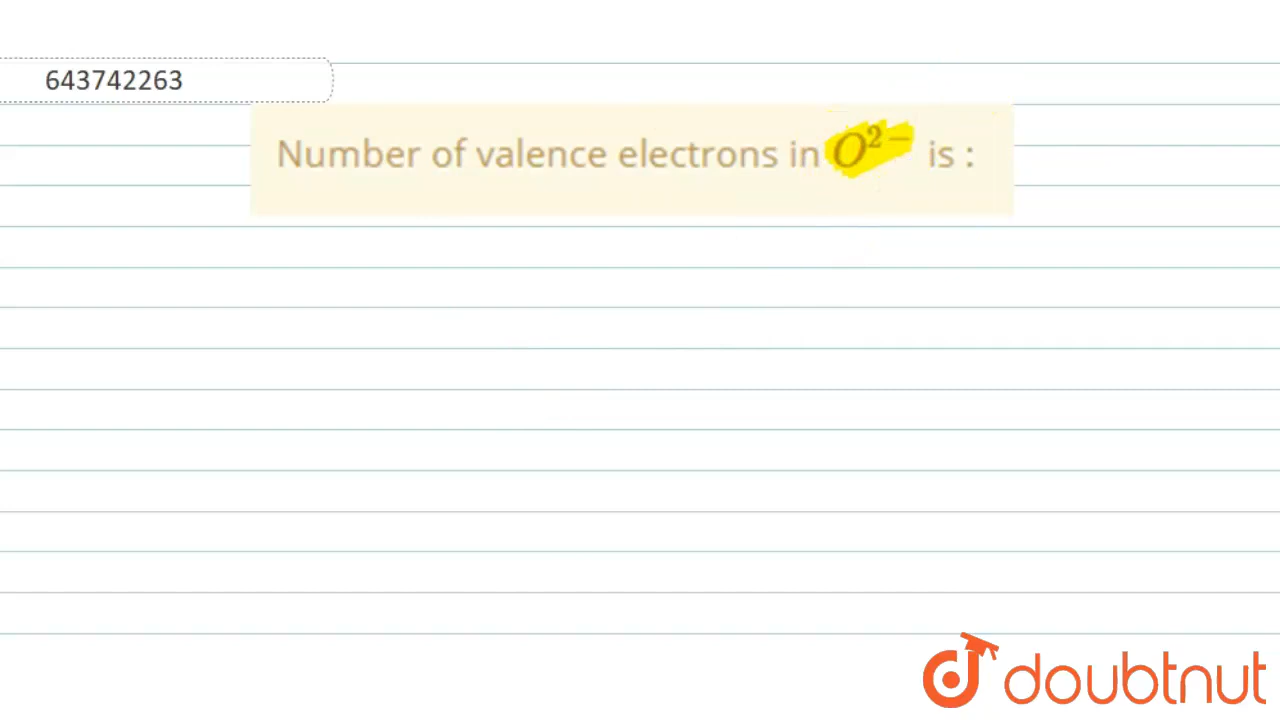 643742263
Number of valence electrons in O²⁻ is :
doubtnut